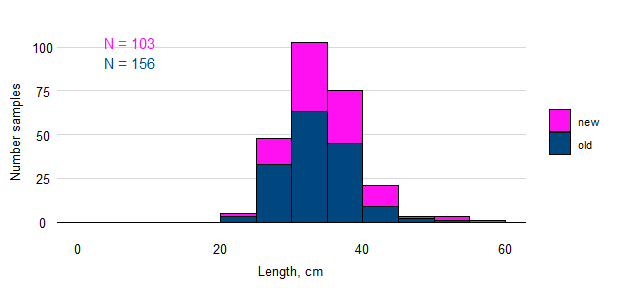 N = 103
N = 156
100
75
50
25
0
Number samples
0 20 40 60
Length, cm
new
old